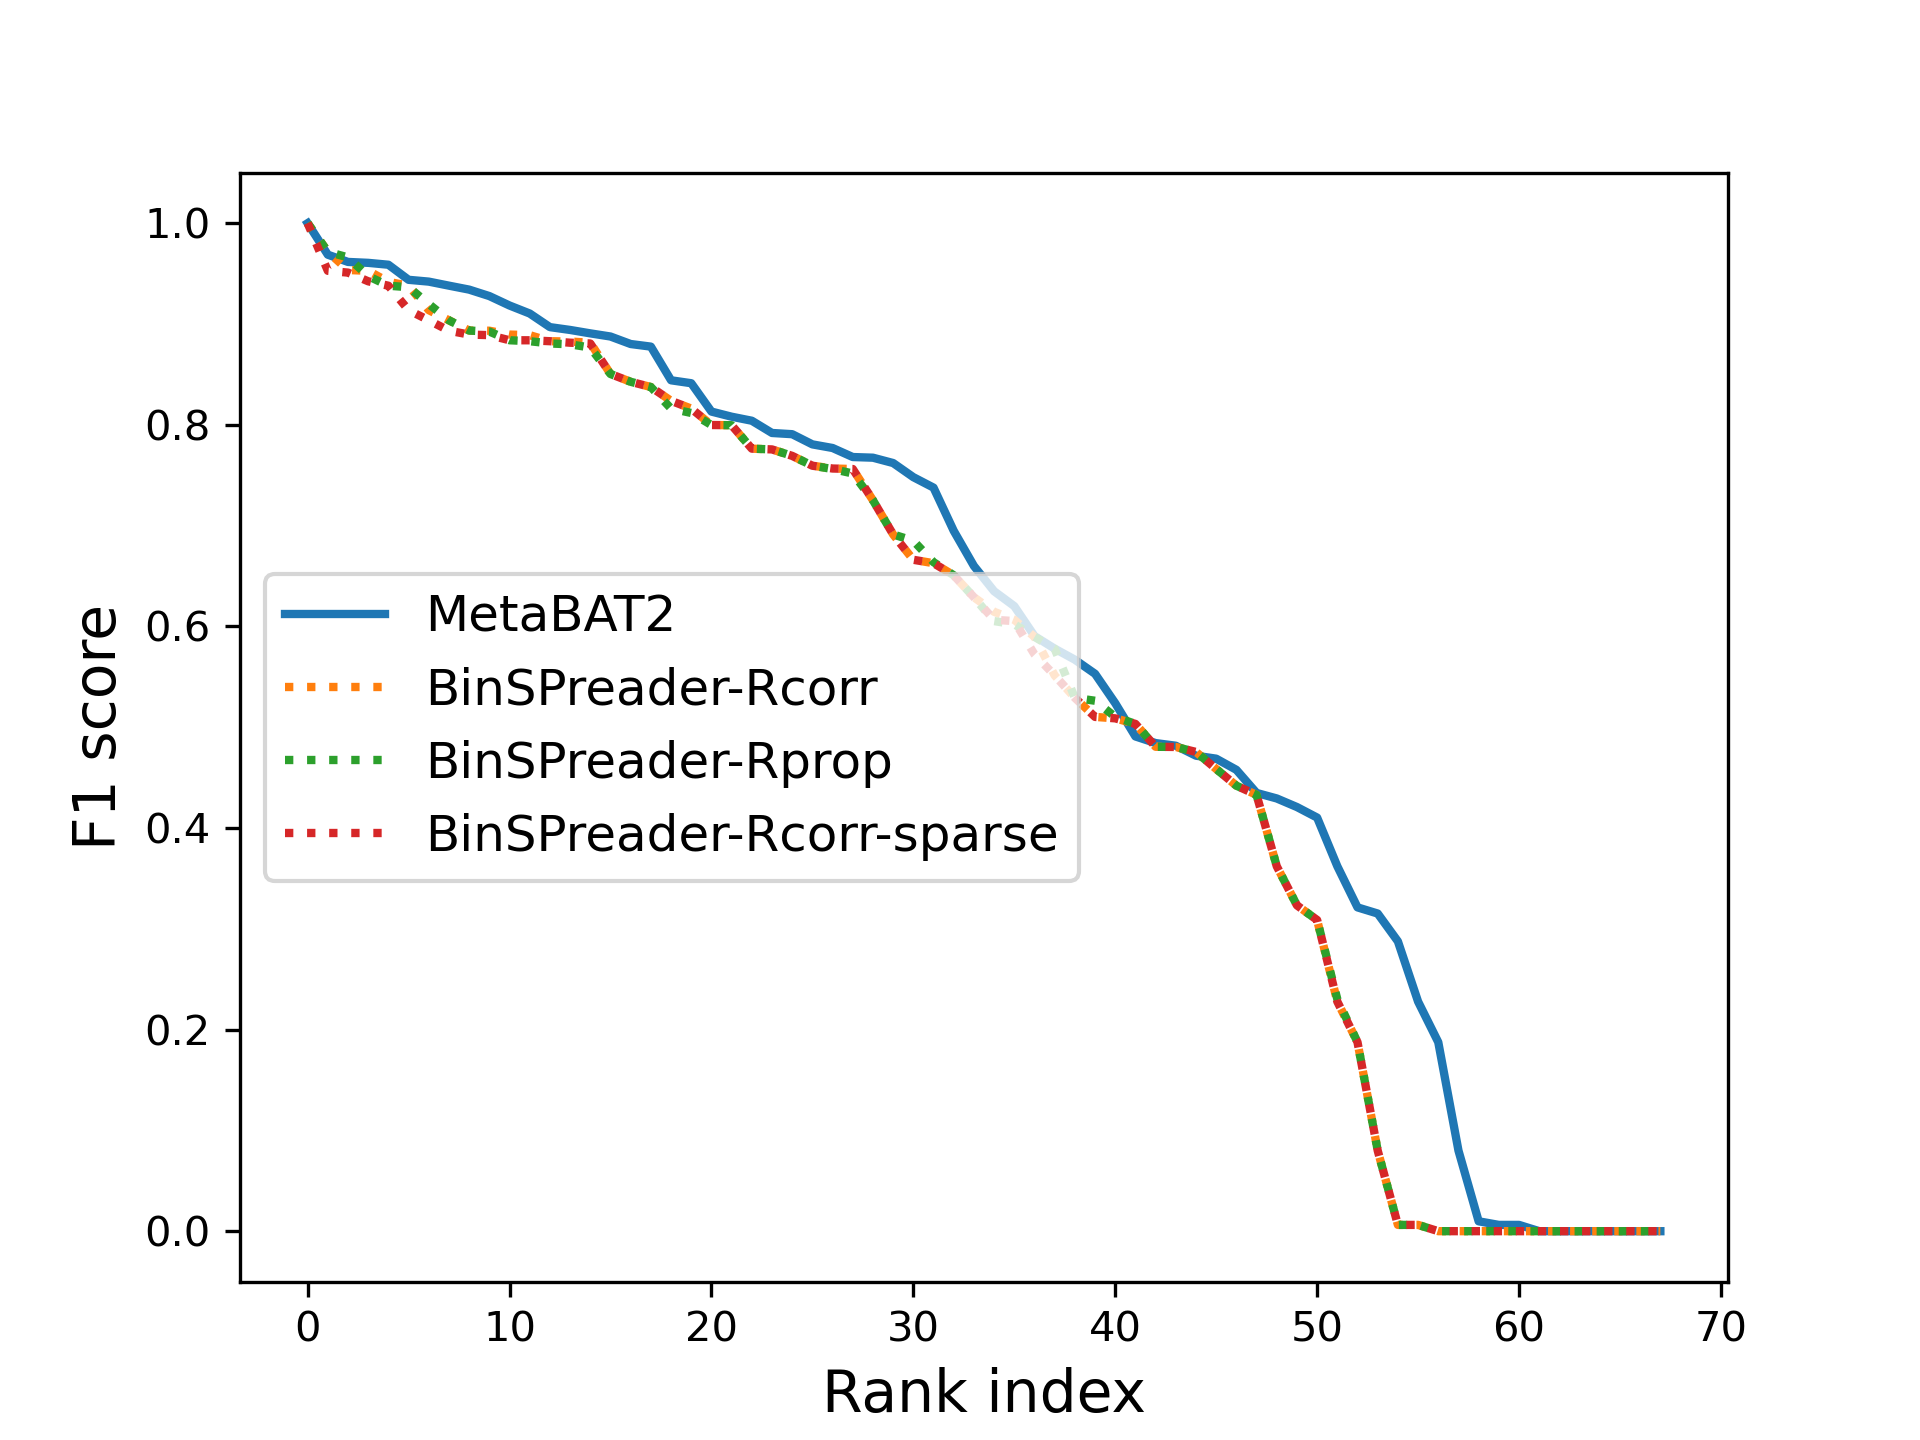 1.0
0.8
0.6
0.4
0.2
0.0
F1 score
MetaBAT2
BinSPreader-Rcorr
BinSPreader-Rprop
BinSPreader-Rcorr-sparse
0 10 20 30 40 50 60 70
Rank index